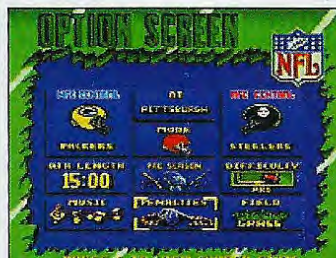 OPTION SCREEN
NFL
NFC CENTRAL
AT
PITTSBURGH
AFC CENTRAL
PACKERS
MODE
STEELERS
QTR LENGTH
15:00
PRE SEASON
DIFFICULTY
PRO
MUSIC
PENALTIES
FIELD
GRASS